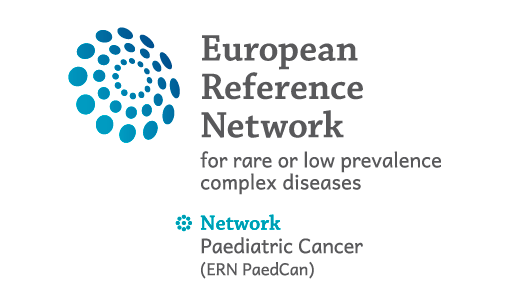 European
Reference
Network
for rare or low prevalence
complex diseases
Network
Paediatric Cancer
(ERN PaedCan)